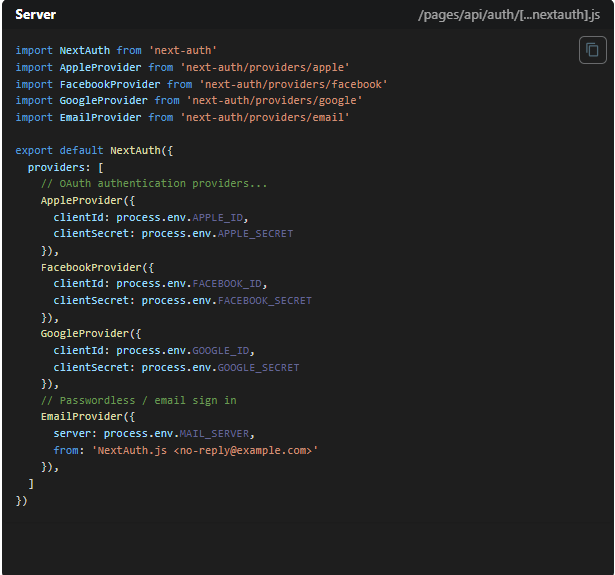 Server
/pages/api/auth/[...nextauth].js
import NextAuth from 'next-auth'
import AppleProvider from 'next-auth/providers/apple'
import FacebookProvider from 'next-auth/providers/facebook'
import GoogleProvider from 'next-auth/providers/google'
import EmailProvider from 'next-auth/providers/email'

export default NextAuth({
  providers: [
    // OAuth authentication providers...
    AppleProvider({
      clientId: process.env.APPLE_ID,
      clientSecret: process.env.APPLE_SECRET
    }),
    FacebookProvider({
      clientId: process.env.FACEBOOK_ID,
      clientSecret: process.env.FACEBOOK_SECRET
    }),
    GoogleProvider({
      clientId: process.env.GOOGLE_ID,
      clientSecret: process.env.GOOGLE_SECRET
    }),
    // Passwordless / email sign in
    EmailProvider({
      server: process.env.MAIL_SERVER,
      from: 'NextAuth.js <no-reply@example.com>'
    }),
  ]
})